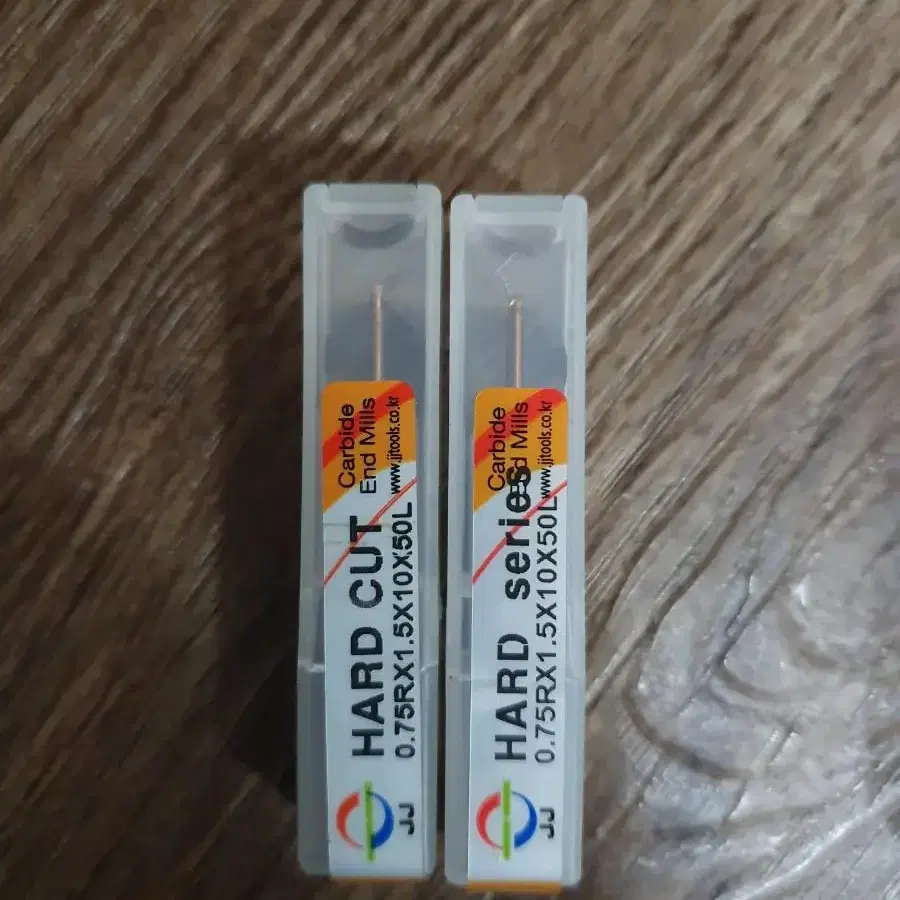 Carbide
End Mills
www.jjtools.co.kr
HARD CUT
0.75RX1.5X10X50L
JJ
Carbide
End Mills
www.jjtools.co.kr
HARD series
0.75RX1.5X10X50L
JJ